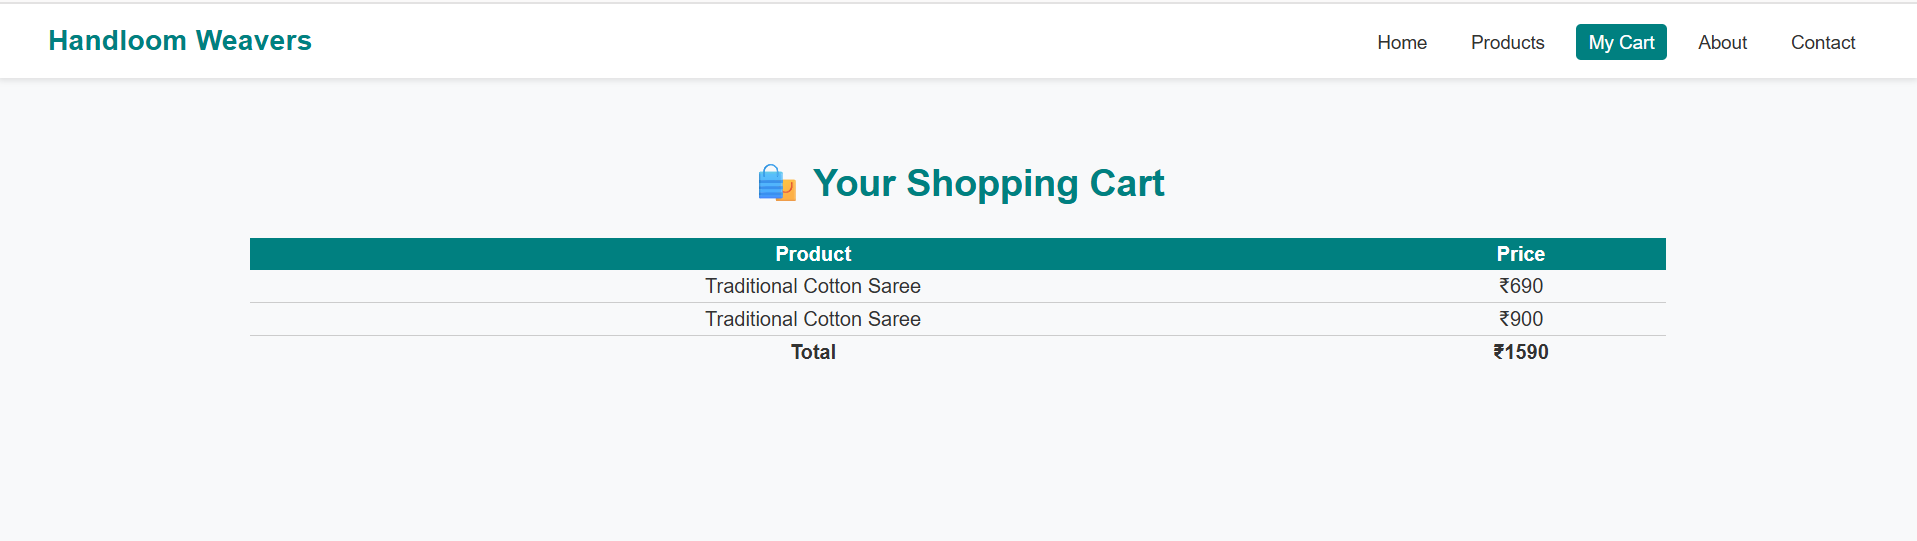 Handloom Weavers
Home Products My Cart About Contact
Your Shopping Cart
Product Price
Traditional Cotton Saree ₹690
Traditional Cotton Saree ₹900
Total ₹1590